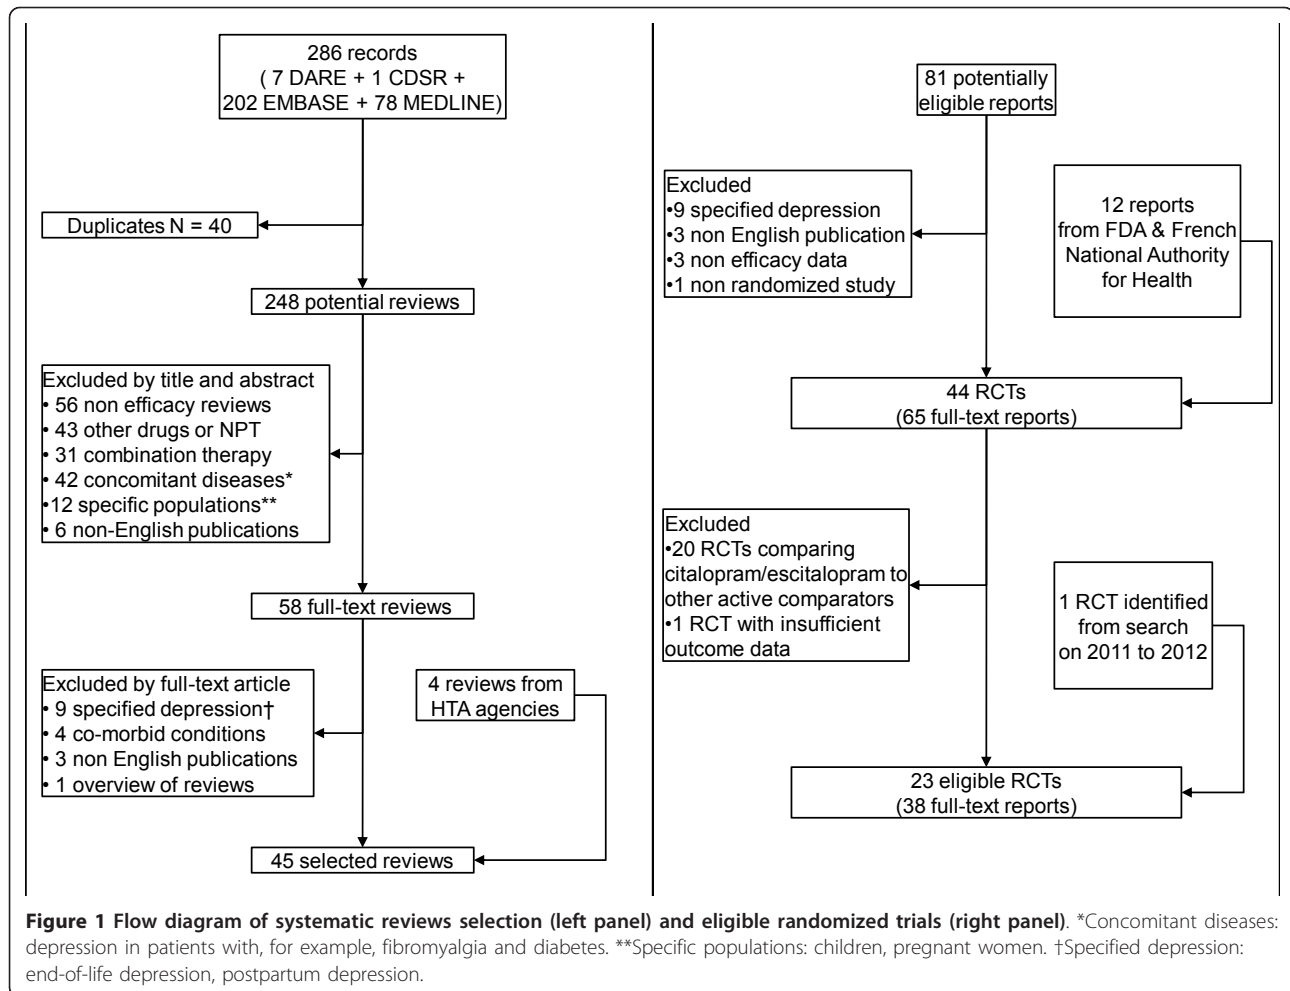 286 records
( 7 DARE + 1 CDSR +
202 EMBASE + 78 MEDLINE)
Duplicates N = 40
248 potential reviews
Excluded by title and abstract
• 56 non efficacy reviews
• 43 other drugs or NPT
• 31 combination therapy
• 42 concomitant diseases*
•12 specific populations**
• 6 non-English publications
58 full-text reviews
Excluded by full-text article
• 9 specified depression†
• 4 co-morbid conditions
• 3 non English publications
• 1 overview of reviews
4 reviews from
HTA agencies
45 selected reviews
81 potentially
eligible reports
Excluded
•9 specified depression
•3 non English publication
•3 non efficacy data
•1 non randomized study
12 reports
from FDA & French
National Authority
for Health
44 RCTs
(65 full-text reports)
Excluded
•20 RCTs comparing
citalopram/escitalopram to
other active comparators
•1 RCT with insufficient
outcome data
1 RCT identified
from search
on 2011 to 2012
23 eligible RCTs
(38 full-text reports)
Figure 1 Flow diagram of systematic reviews selection (left panel) and eligible randomized trials (right panel). *Concomitant diseases:
depression in patients with, for example, fibromyalgia and diabetes. **Specific populations: children, pregnant women. †Specified depression:
end-of-life depression, postpartum depression.